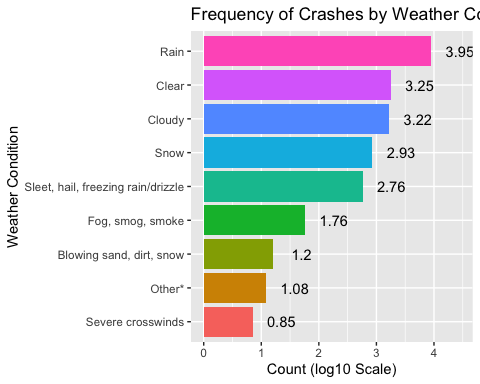 Frequency of Crashes by Weather Co
Rain 3.95
Clear 3.25
Cloudy 3.22
Snow 2.93
Sleet, hail, freezing rain/drizzle 2.76
Fog, smog, smoke 1.76
Blowing sand, dirt, snow 1.2
Other* 1.08
Severe crosswinds 0.85
0 1 2 3 4
Count (log10 Scale)
Weather Condition